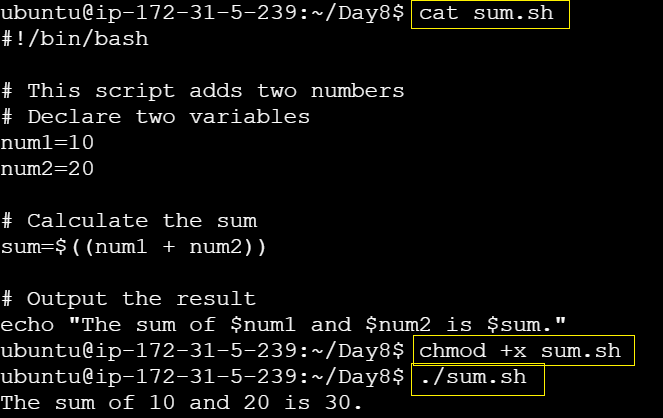 ubuntu@ip-172-31-5-239:~/Day8$ cat sum.sh
#!/bin/bash
# This script adds two numbers
# Declare two variables
num1=10
num2=20
# Calculate the sum
sum=$((num1 + num2))
# Output the result
echo "The sum of $num1 and $num2 is $sum."
ubuntu@ip-172-31-5-239:~/Day8$ chmod +x sum.sh
ubuntu@ip-172-31-5-239:~/Day8$ ./sum.sh
The sum of 10 and 20 is 30.